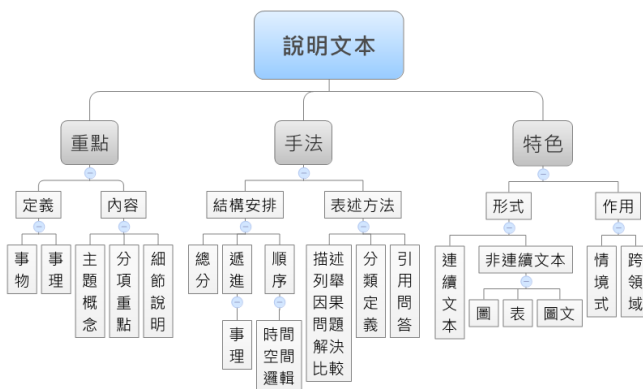 說明文本
重點
手法
特色
定義
內容
結構安排
表述方法
形式
作用
事物
事理
主題概念
分項重點
細節說明
總分
遞進
順序
描述
列舉
因果
問題
解決
比較
分類定義
引用問答
連續文本
非連續文本
情境式
跨領域
事理
時間
空間
邏輯
圖
表
圖文